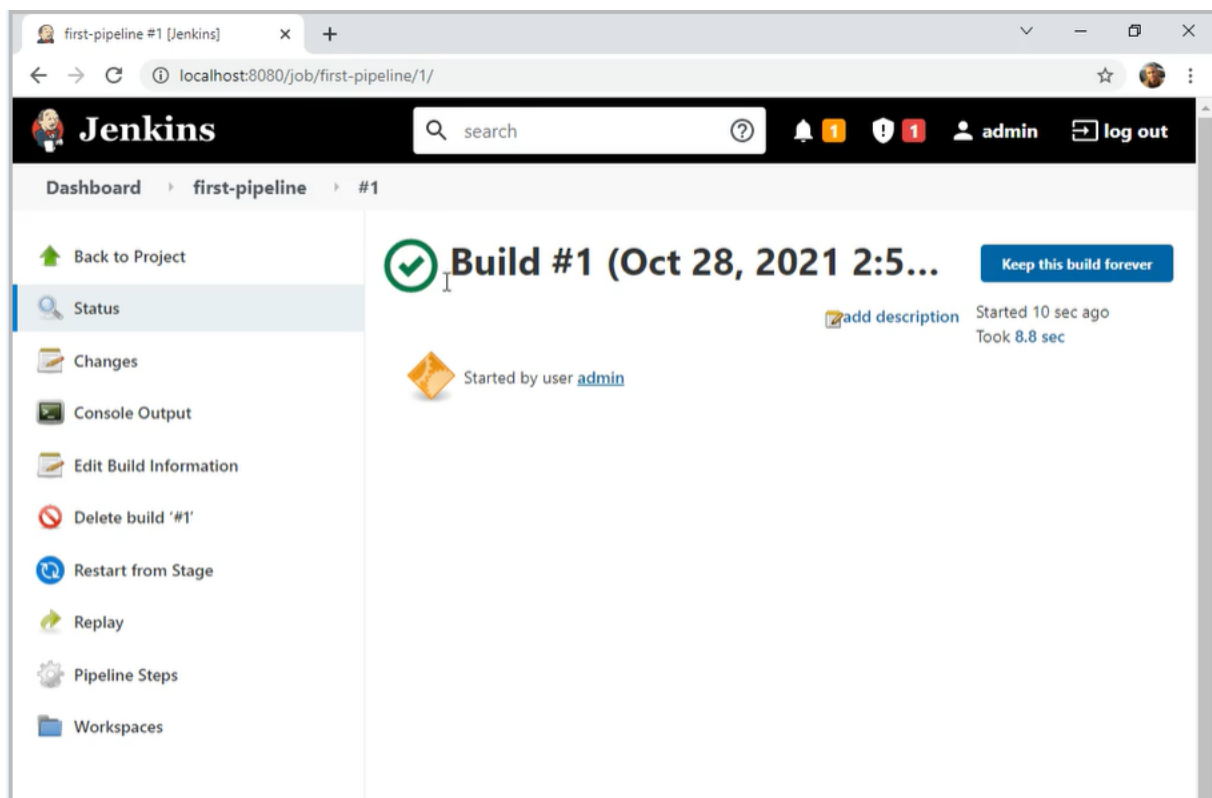 first-pipeline #1 [Jenkins]
localhost:8080/job/first-pipeline/1/
Jenkins
search
1
1
admin
log out
Dashboard
first-pipeline
#1
Back to Project
Status
Changes
Console Output
Edit Build Information
Delete build '#1'
Restart from Stage
Replay
Pipeline Steps
Workspaces
Build #1 (Oct 28, 2021 2:5...
Keep this build forever
add description
Started 10 sec ago
Took 8.8 sec
Started by user admin